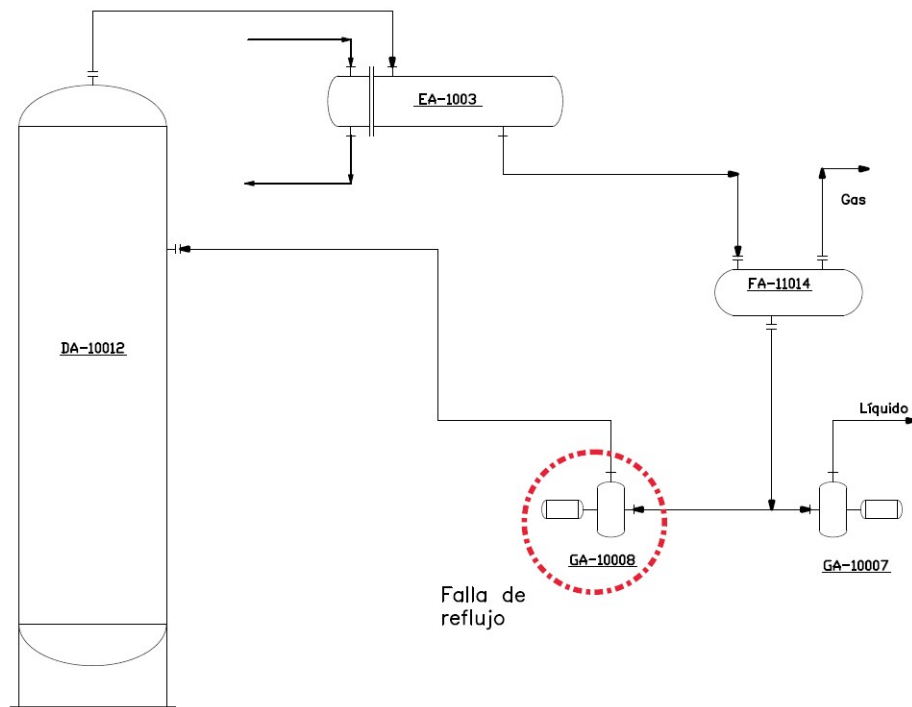 EA-1003
Gas
FA-11014
DA-10012
Líquido
GA-10008
GA-10007
Falla de
reflujo